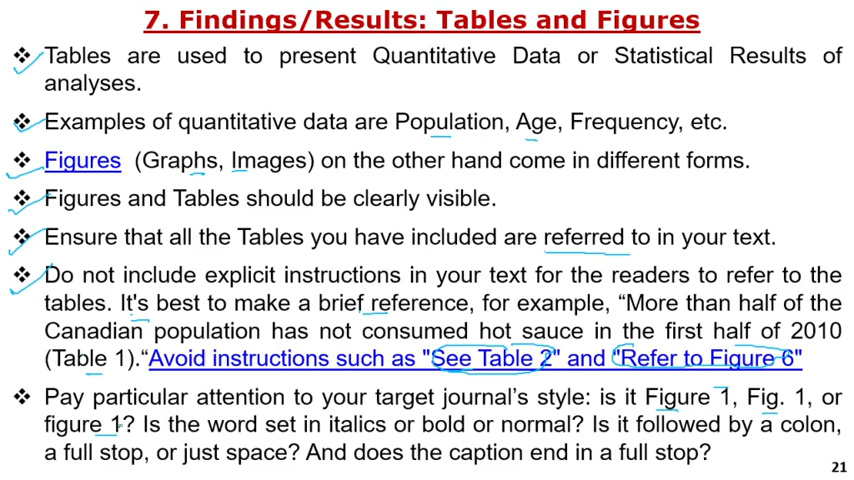 7. Findings/Results: Tables and Figures
❖ Tables are used to present Quantitative Data or Statistical Results of
analyses.
❖ Examples of quantitative data are Population, Age, Frequency, etc.
❖ Figures (Graphs, Images) on the other hand come in different forms.
❖ Figures and Tables should be clearly visible.
❖ Ensure that all the Tables you have included are referred to in your text.
❖ Do not include explicit instructions in your text for the readers to refer to the
tables. It's best to make a brief reference, for example, “More than half of the
Canadian population has not consumed hot sauce in the first half of 2010
(Table 1).“Avoid instructions such as "See Table 2" and "Refer to Figure 6"
❖ Pay particular attention to your target journal’s style: is it Figure 1, Fig. 1, or
figure 1? Is the word set in italics or bold or normal? Is it followed by a colon,
a full stop, or just space? And does the caption end in a full stop?
21